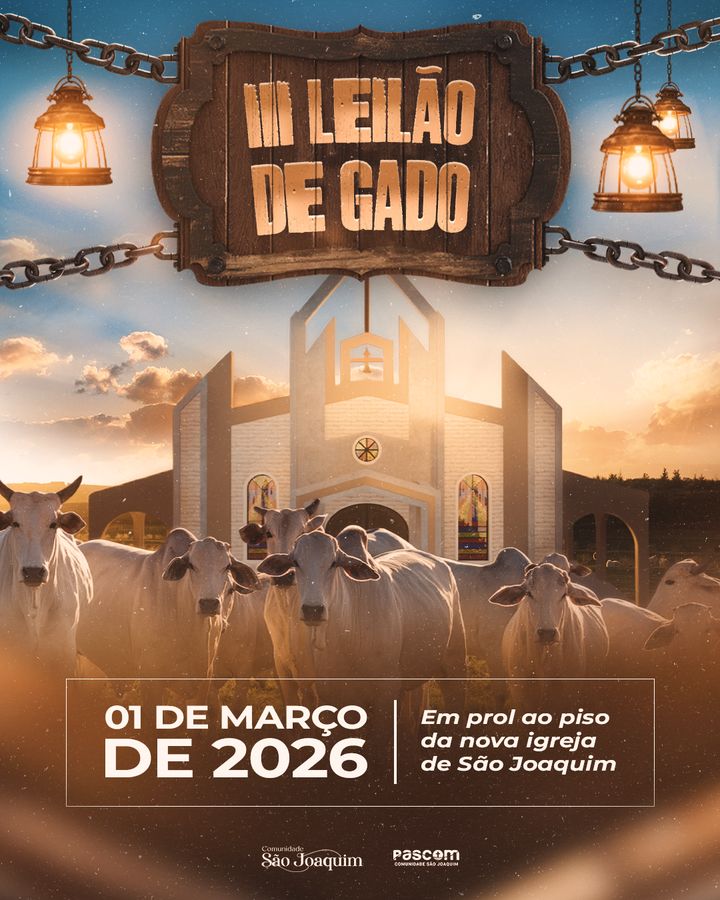 III LEILÃO
DE GADO
01 DE MARÇO
DE 2026
Em prol ao piso
da nova igreja
de São Joaquim
Comunidade
São Joaquim
Pascom
COMUNIDADE SÃO JOAQUIM